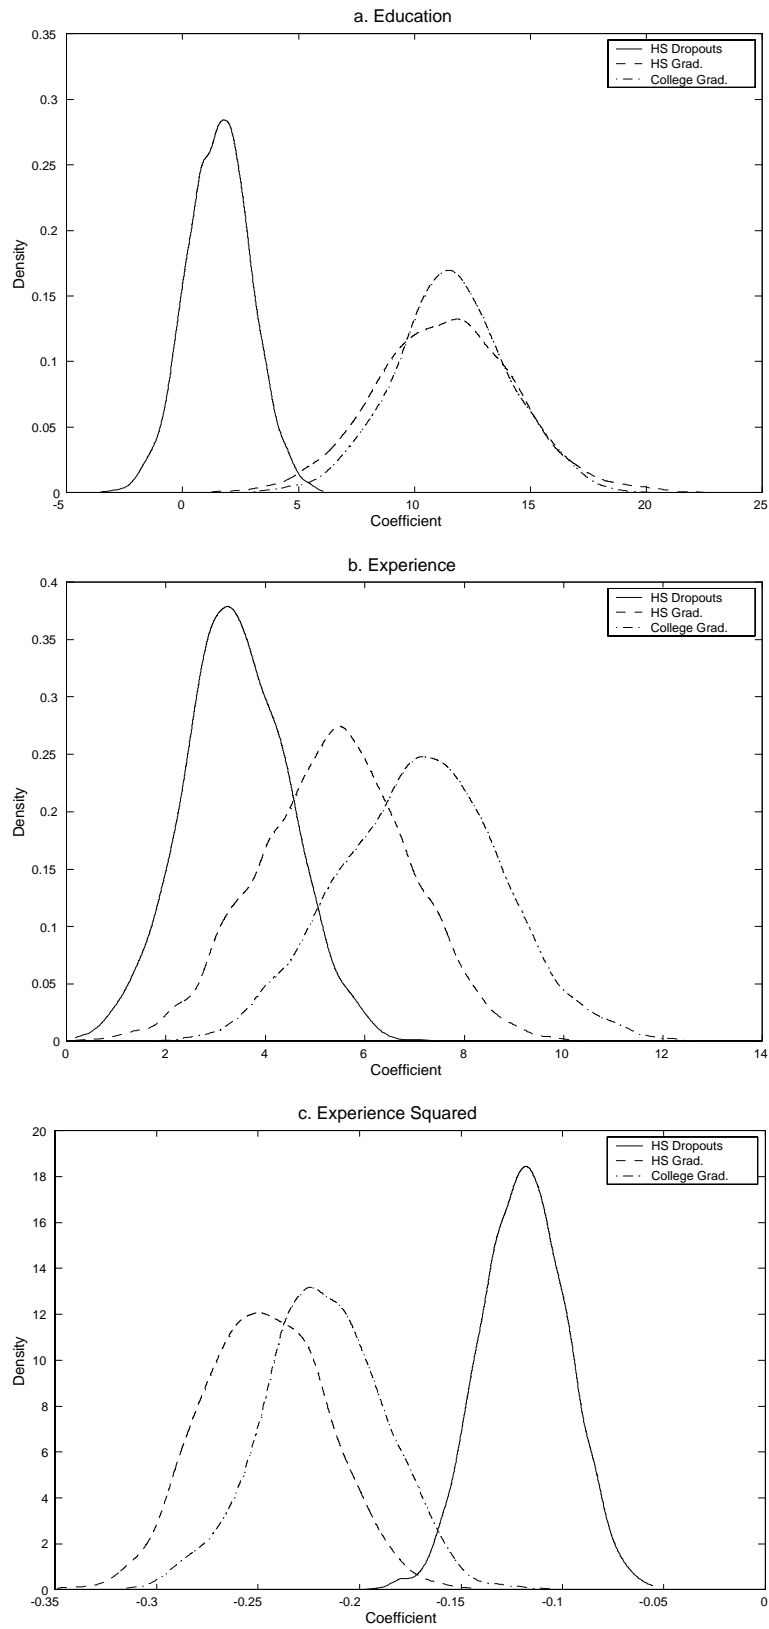 a. Education
0.35
0.3
0.25
0.2
0.15
0.1
0.05
0
Density
HS Dropouts
HS Grad.
College Grad.
-5 0 5 10 15 20 25
Coefficient
b. Experience
0.4
0.35
0.3
0.25
0.2
0.15
0.1
0.05
0
Density
HS Dropouts
HS Grad.
College Grad.
0 2 4 6 8 10 12 14
Coefficient
c. Experience Squared
20
18
16
14
12
10
8
6
4
2
0
Density
HS Dropouts
HS Grad.
College Grad.
-0.35 -0.3 -0.25 -0.2 -0.15 -0.1 -0.05 0
Coefficient